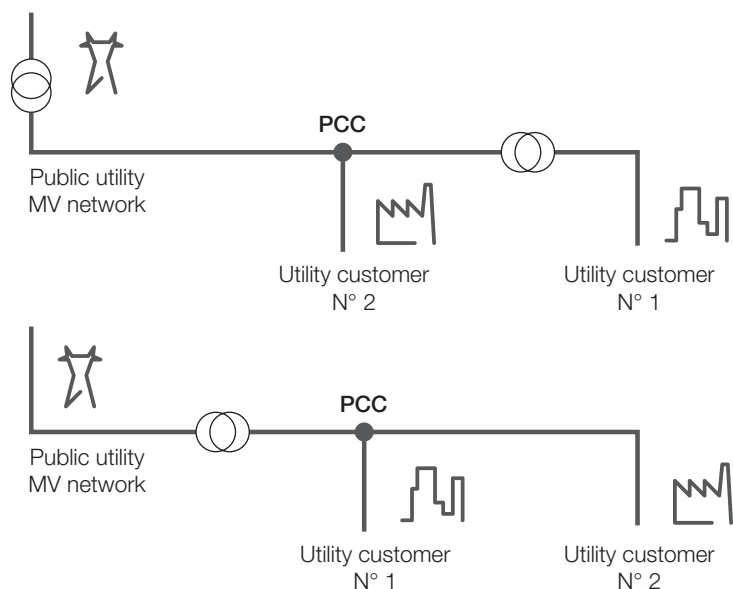 PCC
Public utility
MV network
Utility customer
N° 2
Utility customer
N° 1
PCC
Public utility
MV network
Utility customer
N° 1
Utility customer
N° 2